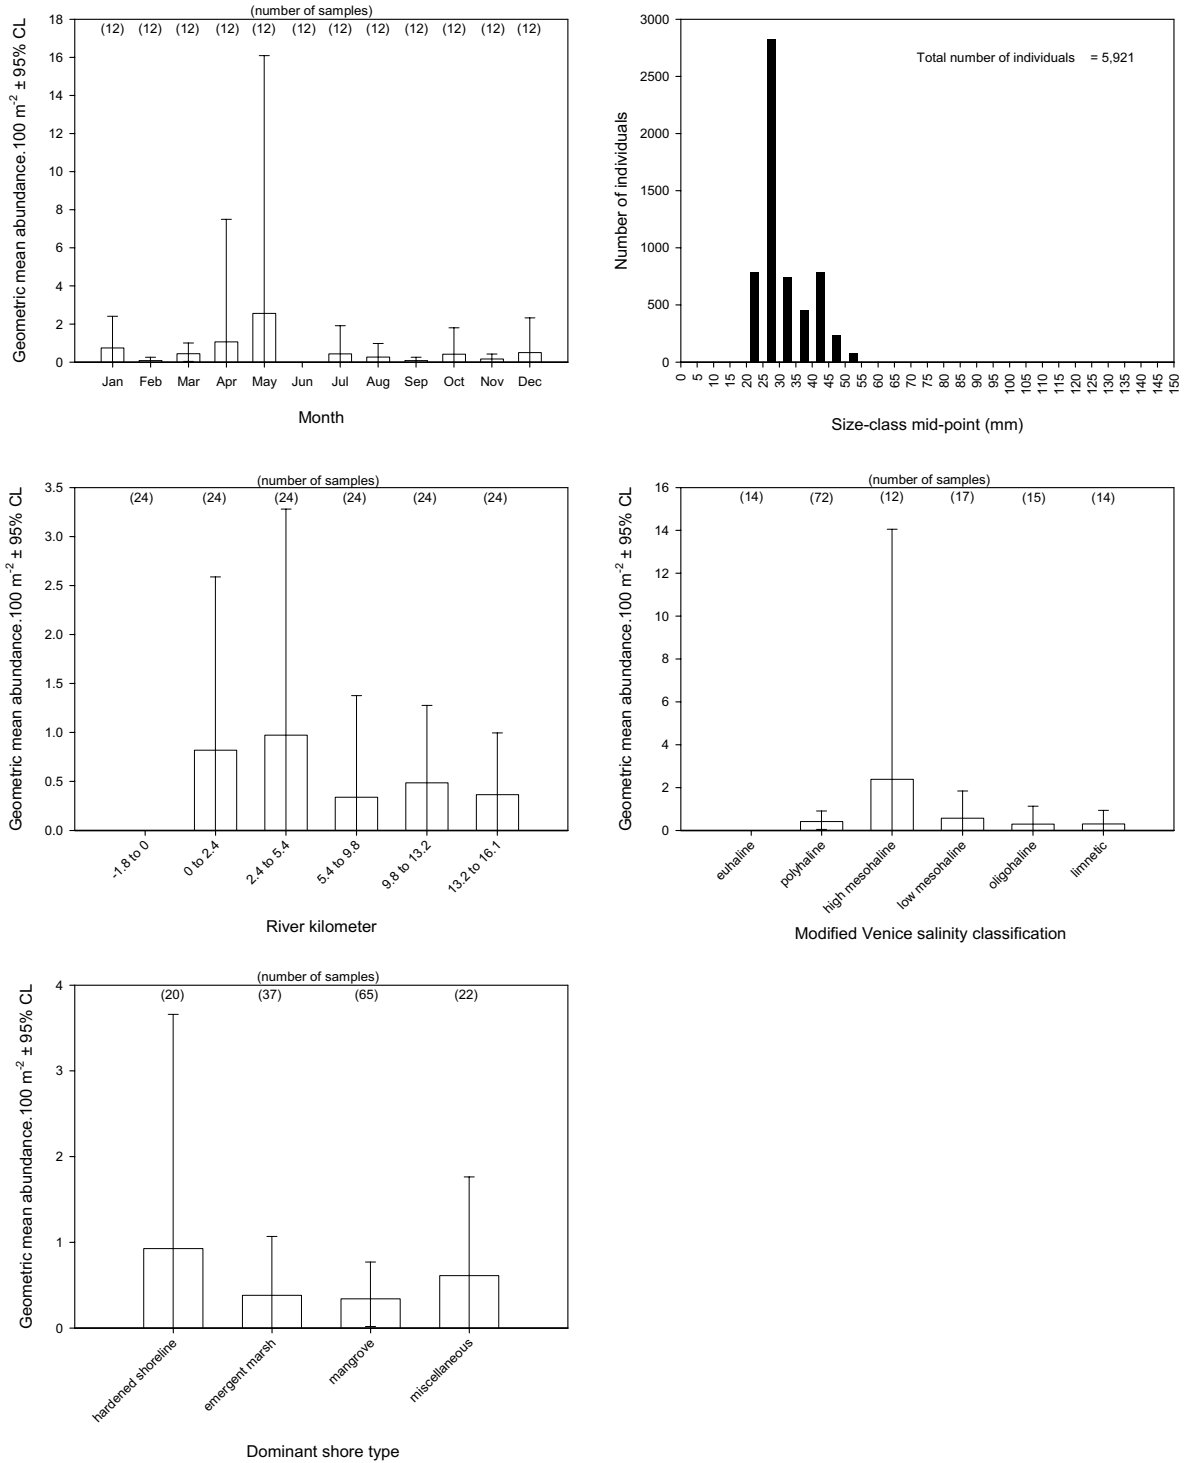 (number of samples)
(12) (12) (12) (12) (12) (12) (12) (12) (12) (12) (12) (12)
Geometric mean abundance.100 m⁻² ± 95% CL
18
16
14
12
10
8
6
4
2
0
Jan Feb Mar Apr May Jun Jul Aug Sep Oct Nov Dec
Month
Total number of individuals = 5,921
Number of individuals
3000
2500
2000
1500
1000
500
0
0 5 10 15 20 25 30 35 40 45 50 55 60 65 70 75 80 85 90 95 100 105 110 115 120 125 130 135 140 145 150
Size-class mid-point (mm)
(number of samples)
(24) (24) (24) (24) (24) (24)
Geometric mean abundance.100 m⁻² ± 95% CL
3.5
3.0
2.5
2.0
1.5
1.0
0.5
0.0
-1.8 to 0
0 to 2.4
2.4 to 5.4
5.4 to 9.8
9.8 to 13.2
13.2 to 16.1
River kilometer
(number of samples)
(14) (72) (12) (17) (15) (14)
Geometric mean abundance.100 m⁻² ± 95% CL
16
14
12
10
8
6
4
2
0
euhaline
polyhaline
high mesohaline
low mesohaline
oligohaline
limnetic
Modified Venice salinity classification
(number of samples)
(20) (37) (65) (22)
Geometric mean abundance.100 m⁻² ± 95% CL
4
3
2
1
0
hardened shoreline
emergent marsh
mangrove
miscellaneous
Dominant shore type